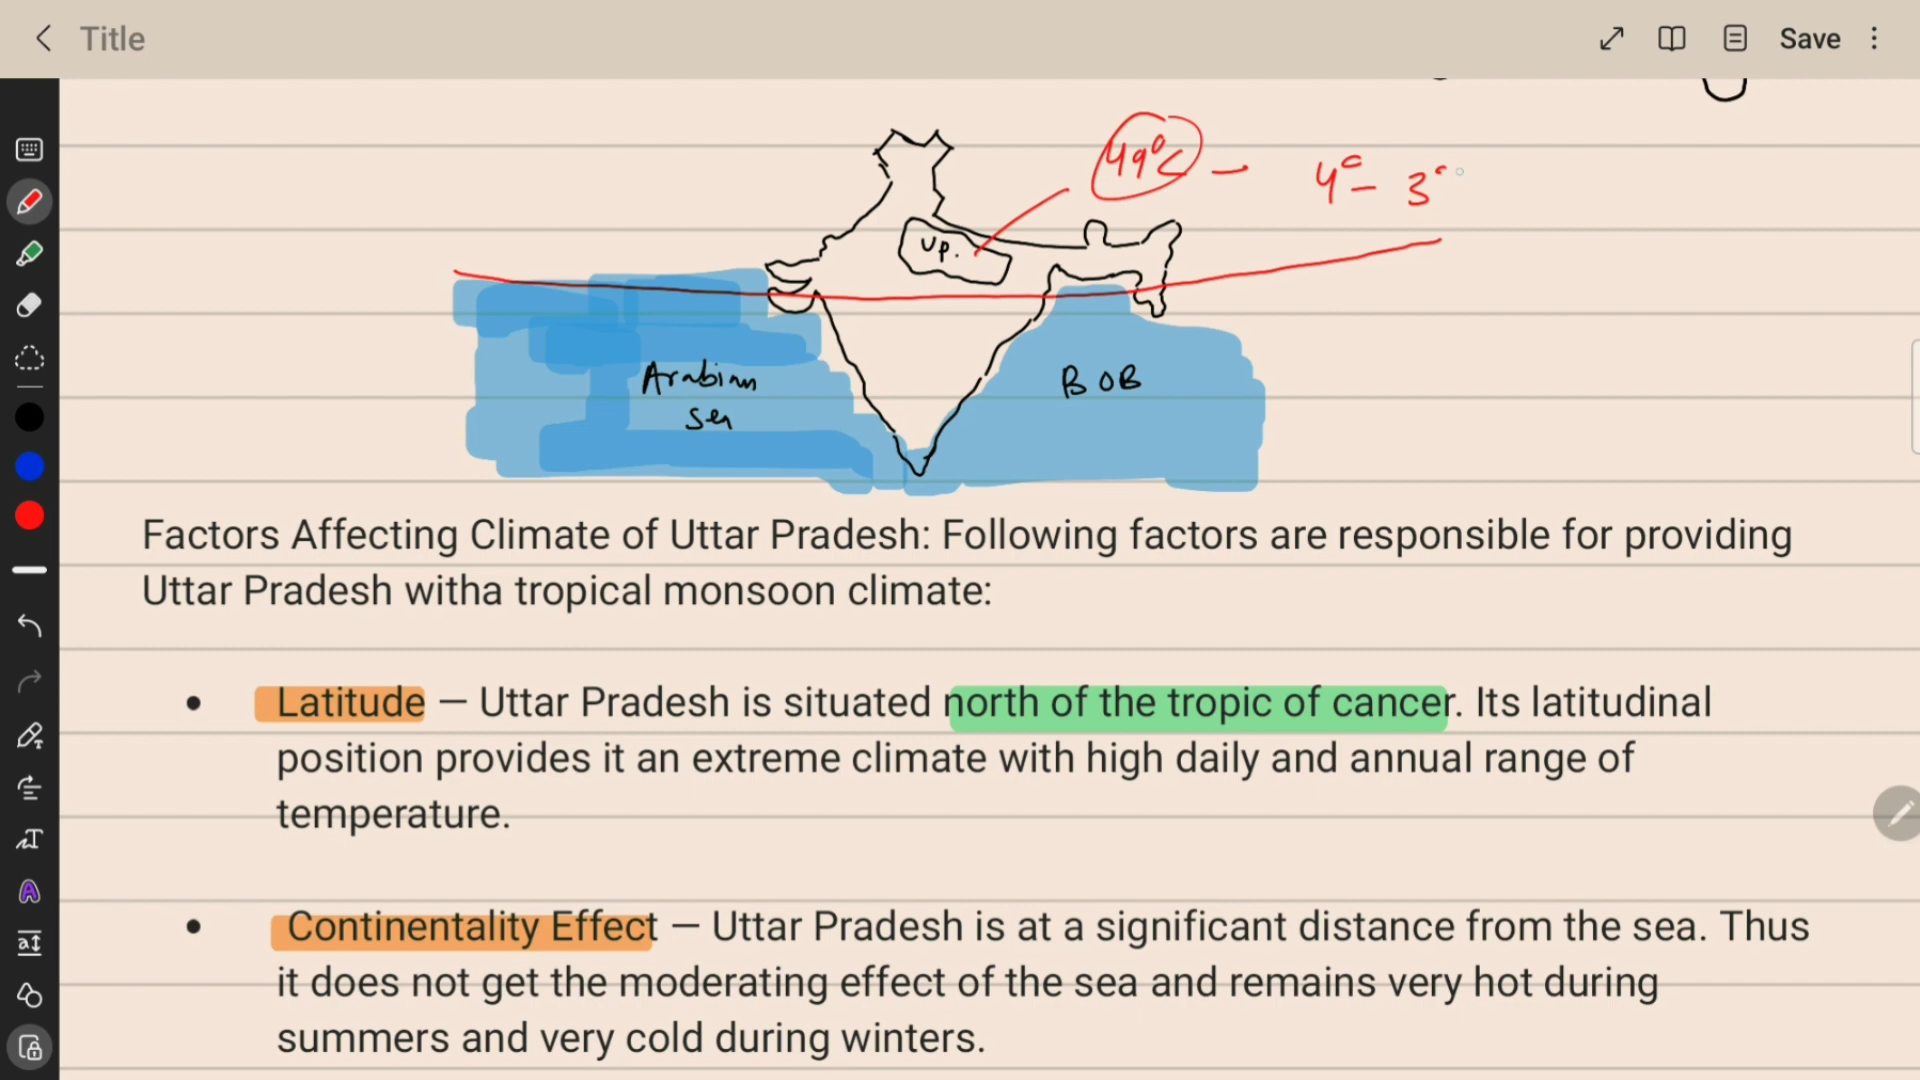 Title
Save
49°C - 4° - 3°
UP.
Arabian
Sea
BOB
Factors Affecting Climate of Uttar Pradesh: Following factors are responsible for providing
Uttar Pradesh witha tropical monsoon climate:
• Latitude — Uttar Pradesh is situated north of the tropic of cancer. Its latitudinal
position provides it an extreme climate with high daily and annual range of
temperature.
• Continentality Effect — Uttar Pradesh is at a significant distance from the sea. Thus
it does not get the moderating effect of the sea and remains very hot during
summers and very cold during winters.